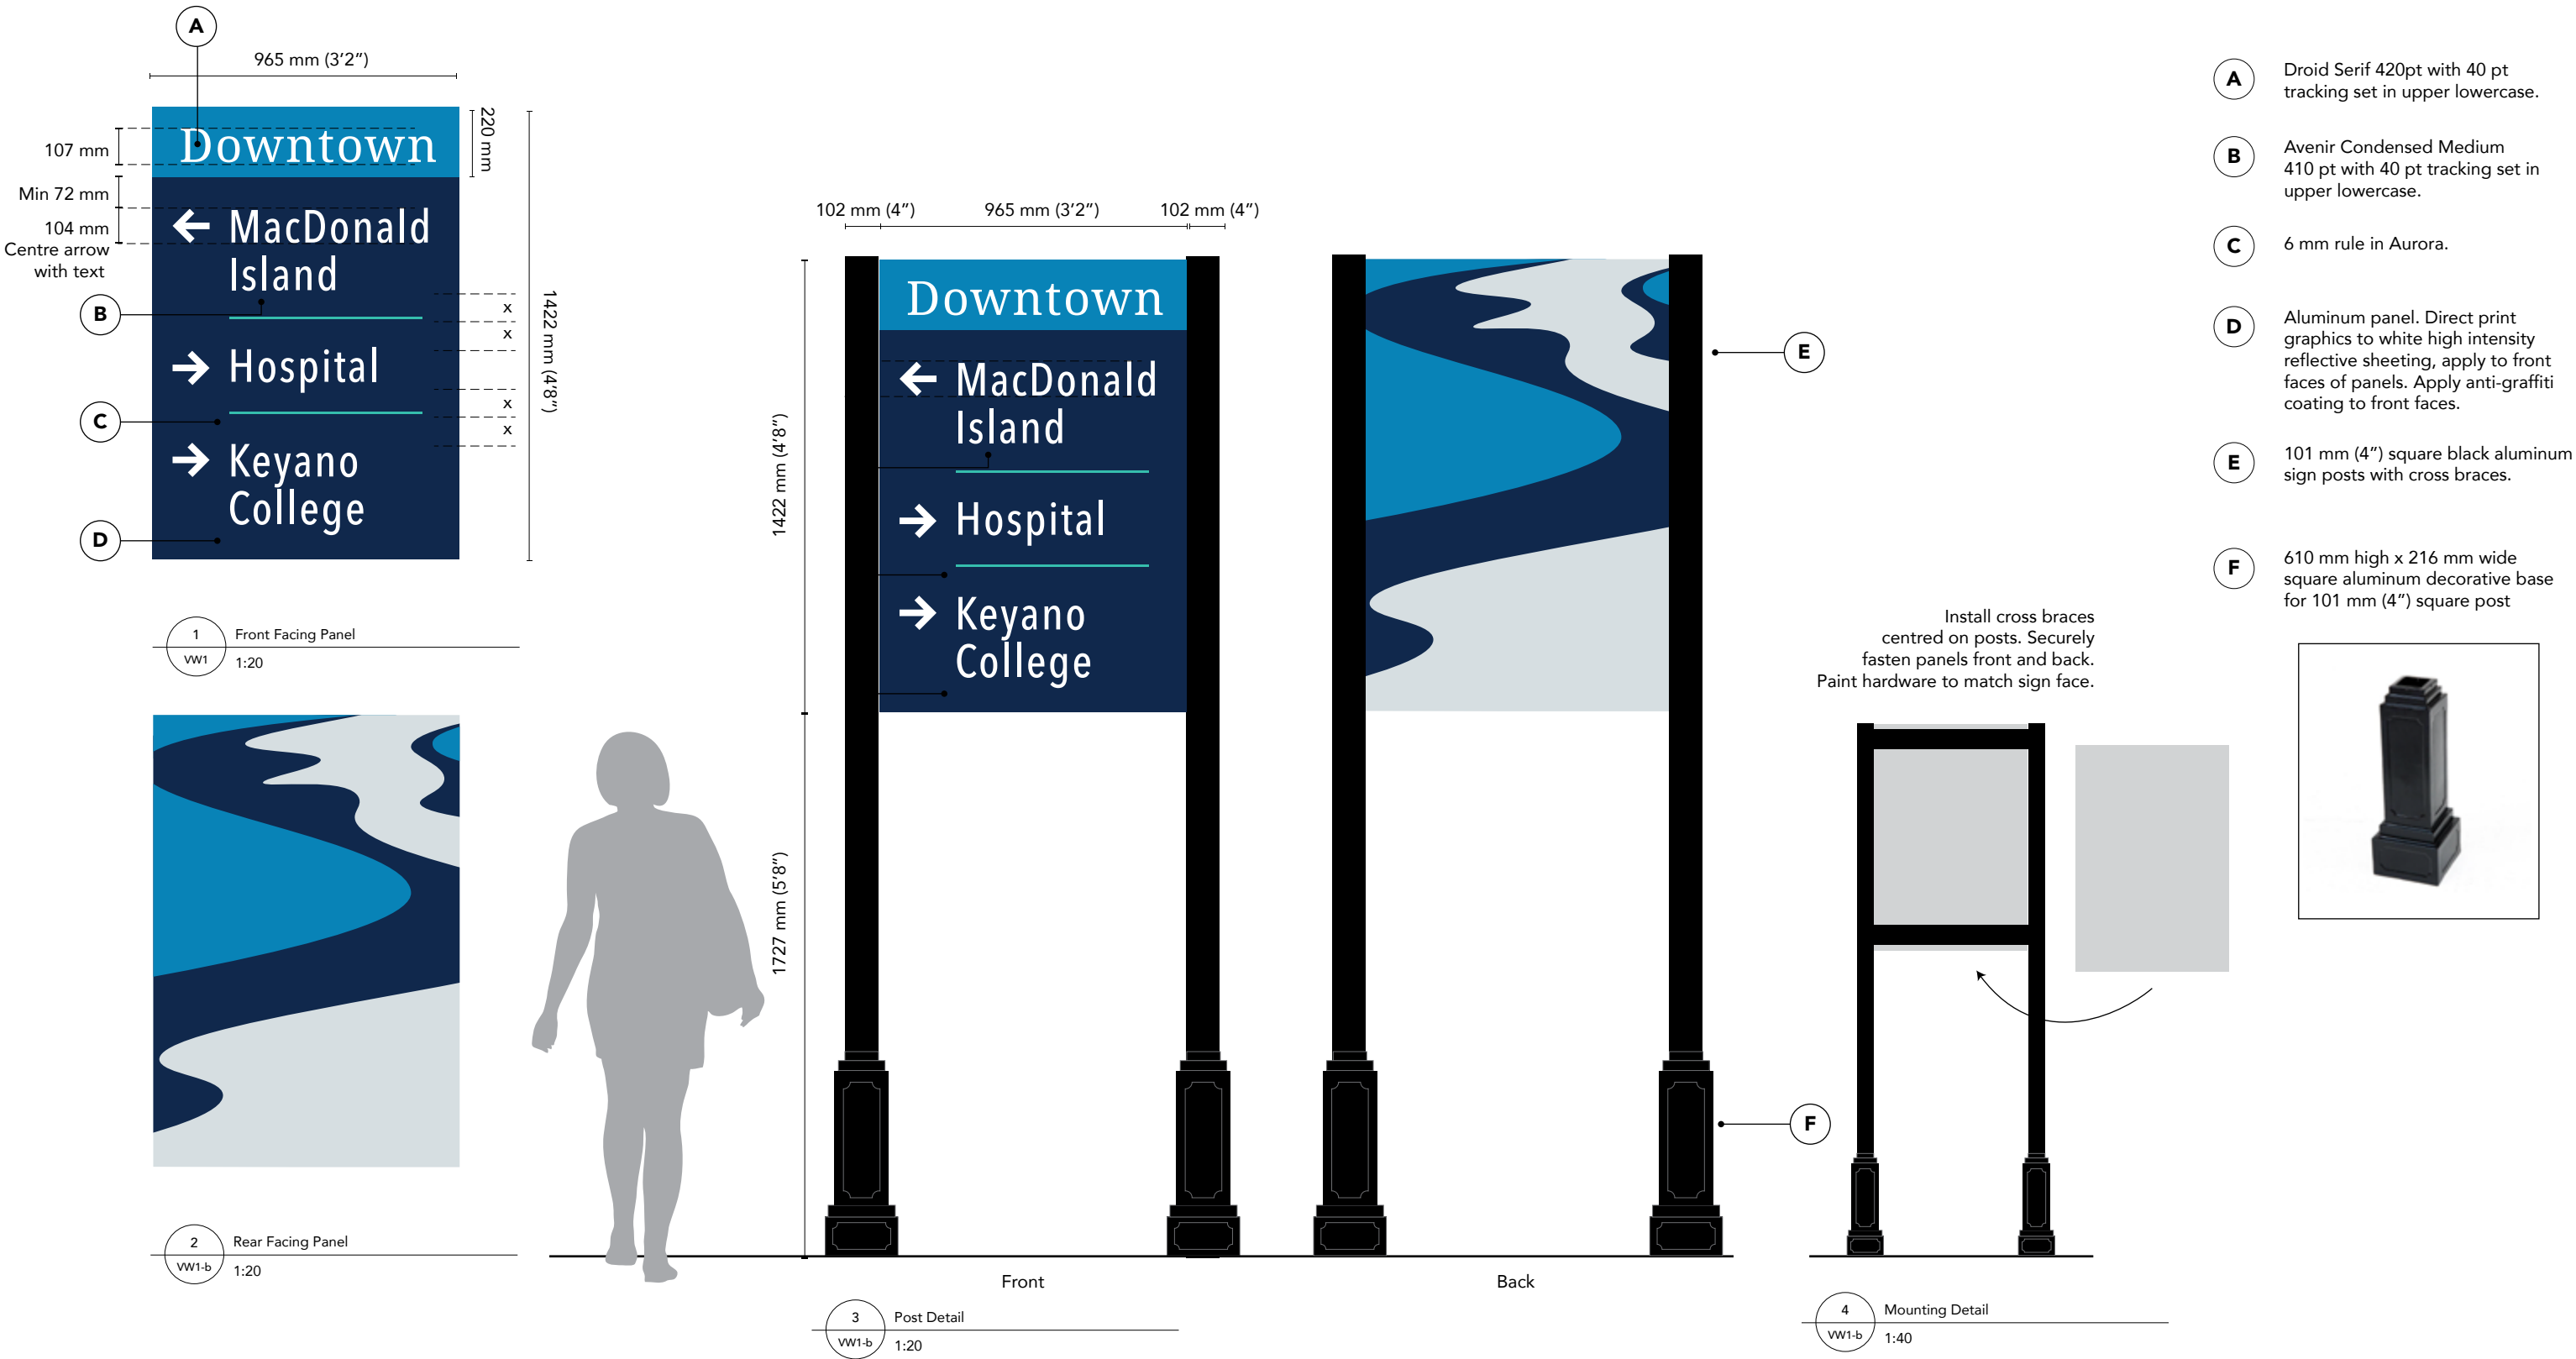 A
965 mm (3’2”)
220 mm
107 mm
Downtown
Min 72 mm
104 mm
Centre arrow
with text
MacDonald
Island
B
x
x
1422 mm (4’8”)
Hospital
C
x
x
Keyano
College
D
1
VW1
Front Facing Panel
1:20
2
VW1-b
Rear Facing Panel
1:20
102 mm (4”)
965 mm (3’2”)
102 mm (4”)
Downtown
MacDonald
Island
Hospital
Keyano
College
1422 mm (4’8”)
1727 mm (5’8”)
E
F
Front
Back
3
VW1-b
Post Detail
1:20
Install cross braces
centred on posts. Securely
fasten panels front and back.
Paint hardware to match sign face.
4
VW1-b
Mounting Detail
1:40
A
Droid Serif 420pt with 40 pt
tracking set in upper lowercase.
B
Avenir Condensed Medium
410 pt with 40 pt tracking set in
upper lowercase.
C
6 mm rule in Aurora.
D
Aluminum panel. Direct print
graphics to white high intensity
reflective sheeting, apply to front
faces of panels. Apply anti-graffiti
coating to front faces.
E
101 mm (4”) square black aluminum
sign posts with cross braces.
F
610 mm high x 216 mm wide
square aluminum decorative base
for 101 mm (4”) square post